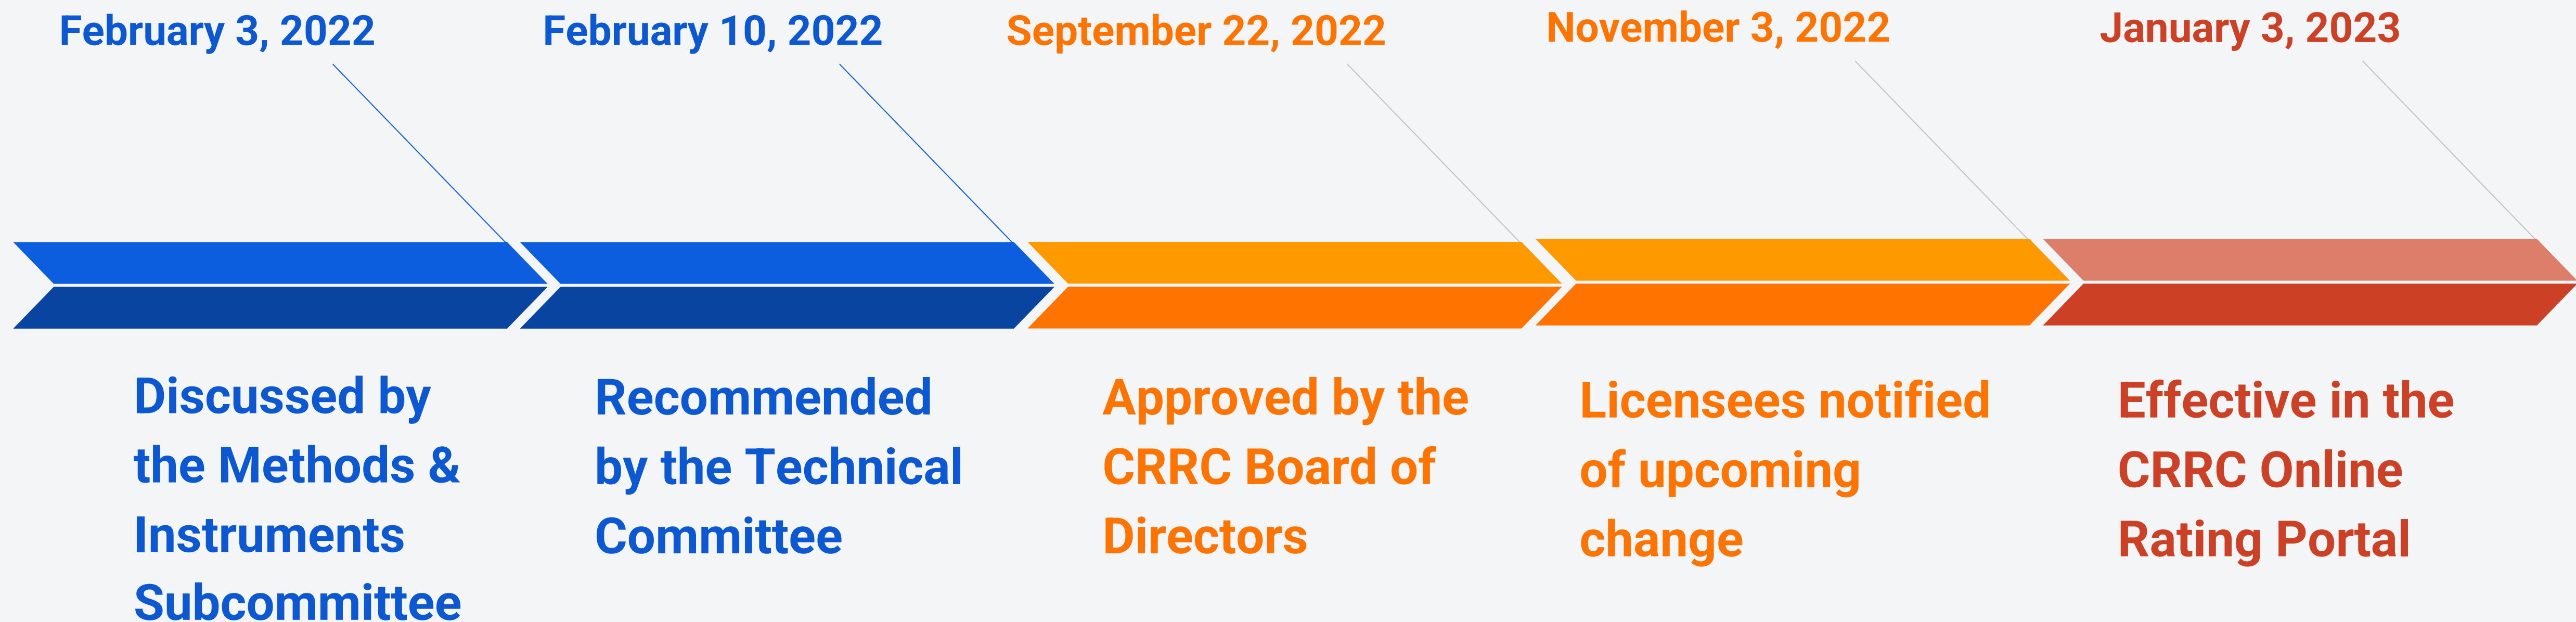 February 3, 2022
February 10, 2022
September 22, 2022
November 3, 2022
January 3, 2023
Discussed by
the Methods &
Instruments
Subcommittee
Recommended
by the Technical
Committee
Approved by the
CRRC Board of
Directors
Licensees notified
of upcoming
change
Effective in the
CRRC Online
Rating Portal